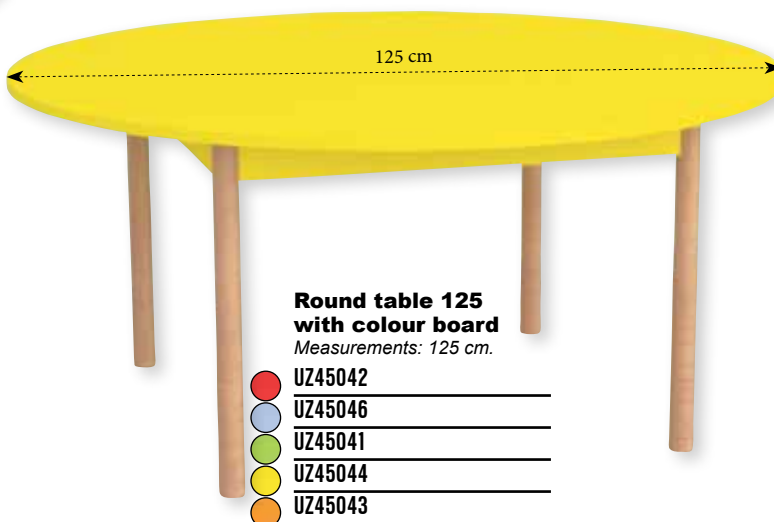 125 cm
Round table 125
with colour board
Measurements: 125 cm.
UZ45042
UZ45046
UZ45041
UZ45044
UZ45043